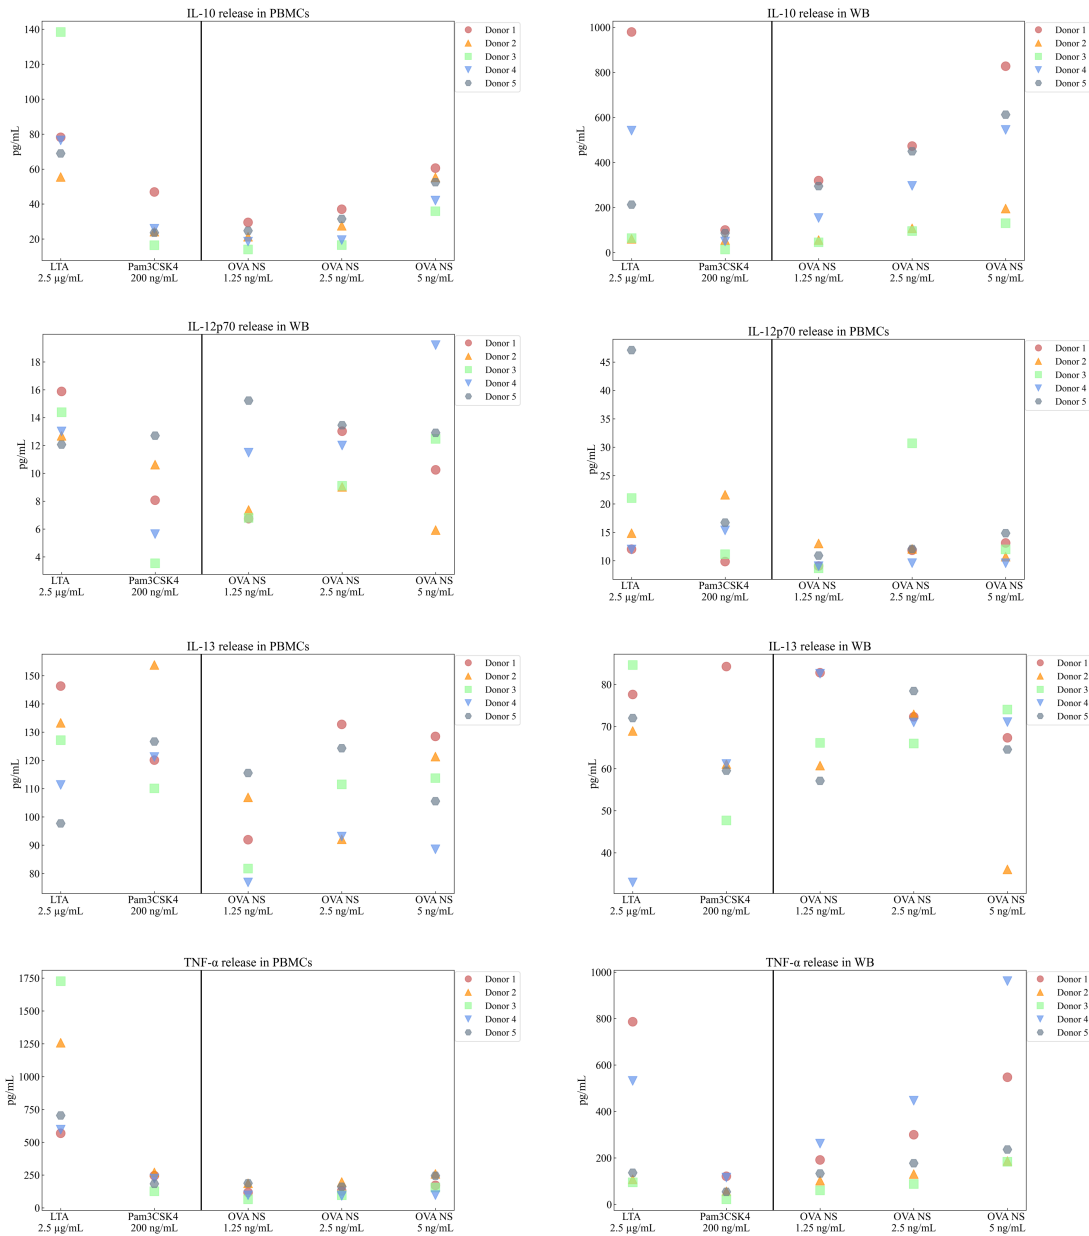 IL-10 release in PBMCs
pg/mL
140
120
100
80
60
40
20
LTA
2.5 μg/mL
Pam3CSK4
200 ng/mL
OVA NS
1.25 ng/mL
OVA NS
2.5 ng/mL
OVA NS
5 ng/mL
Donor 1
Donor 2
Donor 3
Donor 4
Donor 5
IL-10 release in WB
pg/mL
1000
800
600
400
200
0
LTA
2.5 μg/mL
Pam3CSK4
200 ng/mL
OVA NS
1.25 ng/mL
OVA NS
2.5 ng/mL
OVA NS
5 ng/mL
Donor 1
Donor 2
Donor 3
Donor 4
Donor 5
IL-12p70 release in WB
pg/mL
18
16
14
12
10
8
6
4
LTA
2.5 μg/mL
Pam3CSK4
200 ng/mL
OVA NS
1.25 ng/mL
OVA NS
2.5 ng/mL
OVA NS
5 ng/mL
Donor 1
Donor 2
Donor 3
Donor 4
Donor 5
IL-12p70 release in PBMCs
pg/mL
45
40
35
30
25
20
15
10
LTA
2.5 μg/mL
Pam3CSK4
200 ng/mL
OVA NS
1.25 ng/mL
OVA NS
2.5 ng/mL
OVA NS
5 ng/mL
Donor 1
Donor 2
Donor 3
Donor 4
Donor 5
IL-13 release in PBMCs
pg/mL
150
140
130
120
110
100
90
80
LTA
2.5 μg/mL
Pam3CSK4
200 ng/mL
OVA NS
1.25 ng/mL
OVA NS
2.5 ng/mL
OVA NS
5 ng/mL
Donor 1
Donor 2
Donor 3
Donor 4
Donor 5
IL-13 release in WB
pg/mL
80
70
60
50
40
LTA
2.5 μg/mL
Pam3CSK4
200 ng/mL
OVA NS
1.25 ng/mL
OVA NS
2.5 ng/mL
OVA NS
5 ng/mL
Donor 1
Donor 2
Donor 3
Donor 4
Donor 5
TNF-α release in PBMCs
pg/mL
1750
1500
1250
1000
750
500
250
0
LTA
2.5 μg/mL
Pam3CSK4
200 ng/mL
OVA NS
1.25 ng/mL
OVA NS
2.5 ng/mL
OVA NS
5 ng/mL
Donor 1
Donor 2
Donor 3
Donor 4
Donor 5
TNF-α release in WB
pg/mL
1000
800
600
400
200
0
LTA
2.5 μg/mL
Pam3CSK4
200 ng/mL
OVA NS
1.25 ng/mL
OVA NS
2.5 ng/mL
OVA NS
5 ng/mL
Donor 1
Donor 2
Donor 3
Donor 4
Donor 5